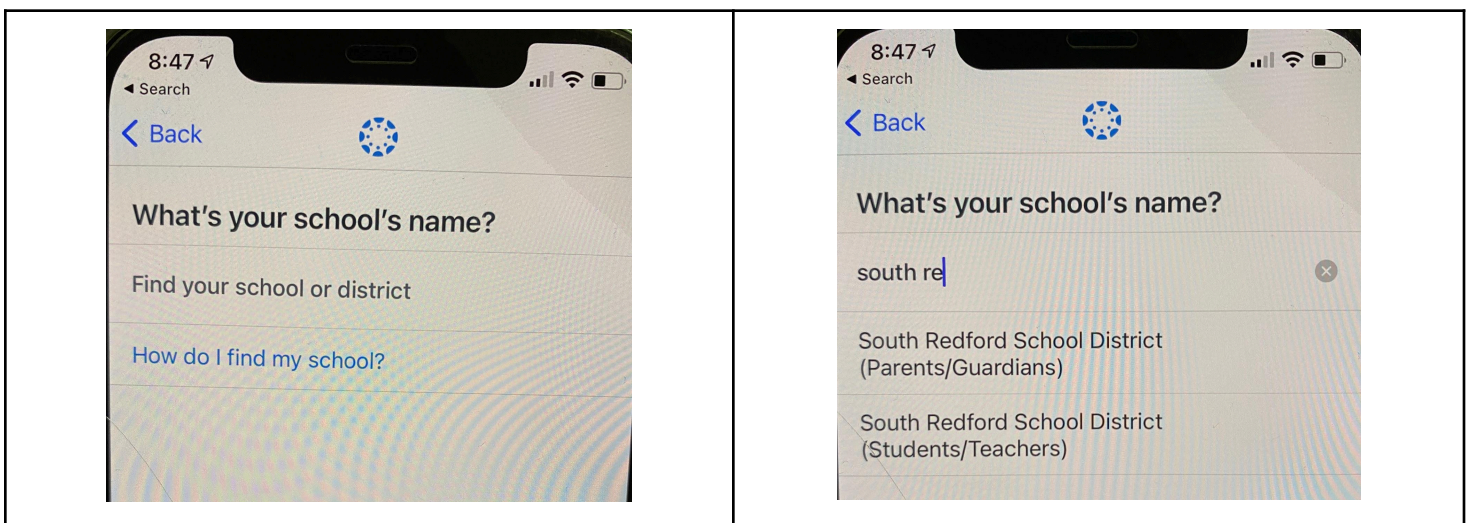 8:47
Search
Back
What's your school's name?
Find your school or district
How do I find my school?
8:47
Search
Back
What's your school's name?
south re
South Redford School District
(Parents/Guardians)
South Redford School District
(Students/Teachers)